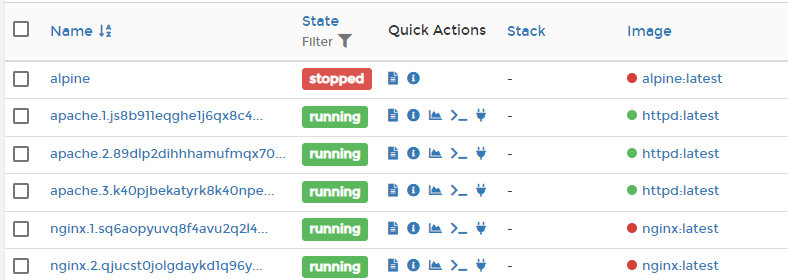 Name State Filter Quick Actions Stack Image
alpine stopped - alpine:latest
apache.1.js8b911eqghe1j6qx8c4... running - httpd:latest
apache.2.89dlp2dihhhamufmqx70... running - httpd:latest
apache.3.k40pjbekatyrk8k40npe... running - httpd:latest
nginx.1.sq6aopyuvq8f4avu2q2l4... running - nginx:latest
nginx.2.qjucst0jolgdaykd1q96y... running - nginx:latest